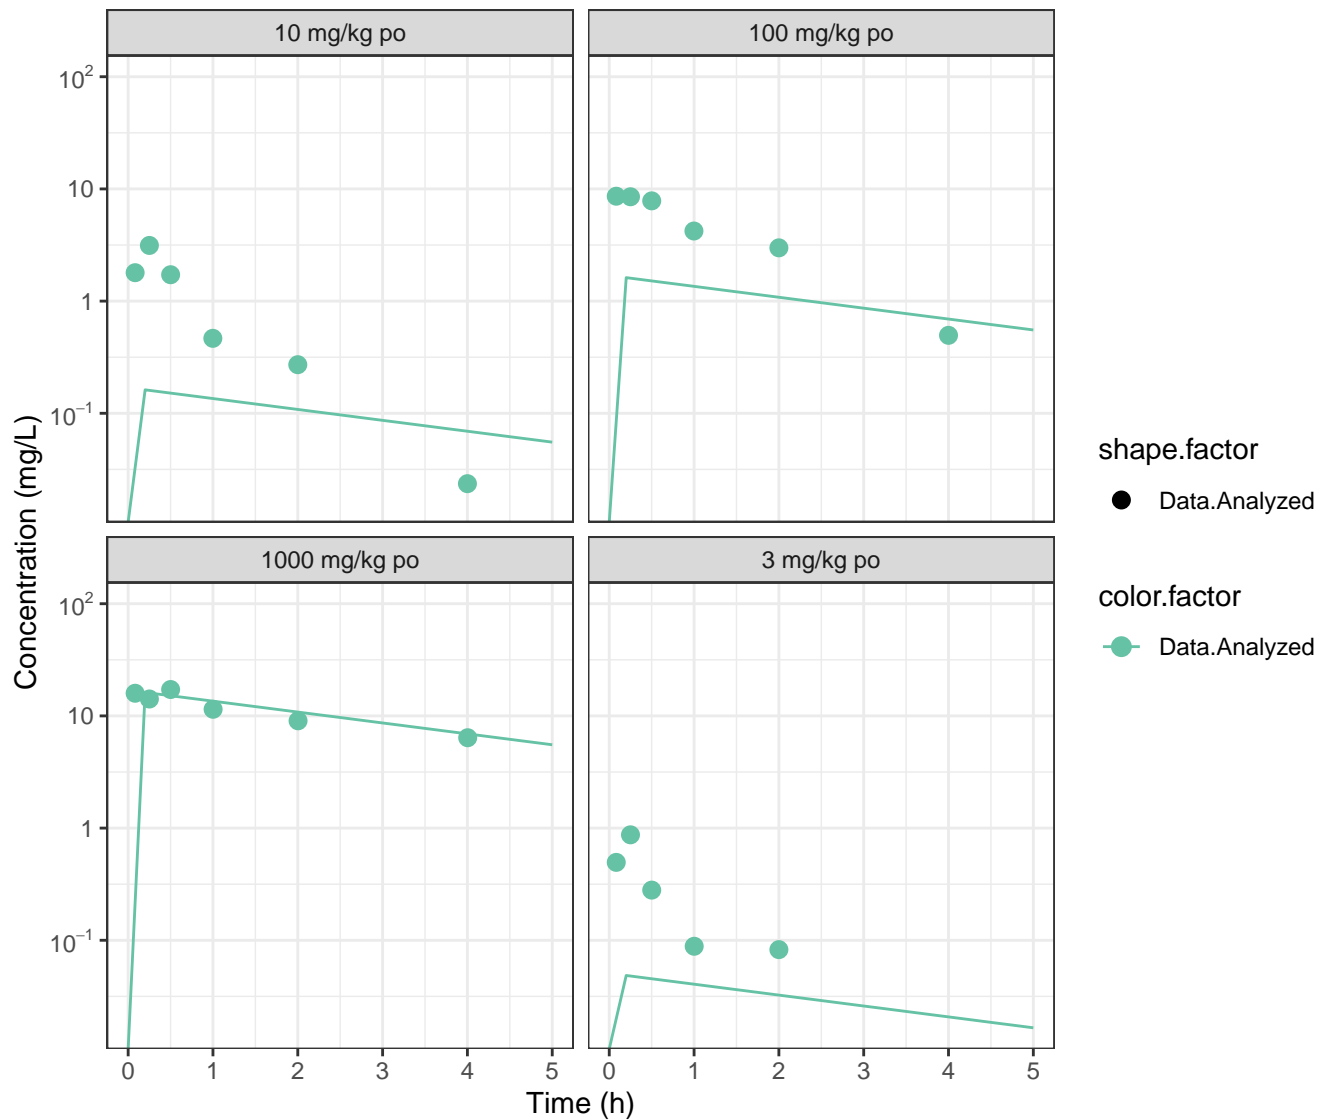 10 mg/kg po
100 mg/kg po
10²
10
1
10⁻¹
1000 mg/kg po
3 mg/kg po
10²
10
1
10⁻¹
0 1 2 3 4 5
0 1 2 3 4 5
Time (h)
Concentration (mg/L)
shape.factor
Data.Analyzed
color.factor
Data.Analyzed